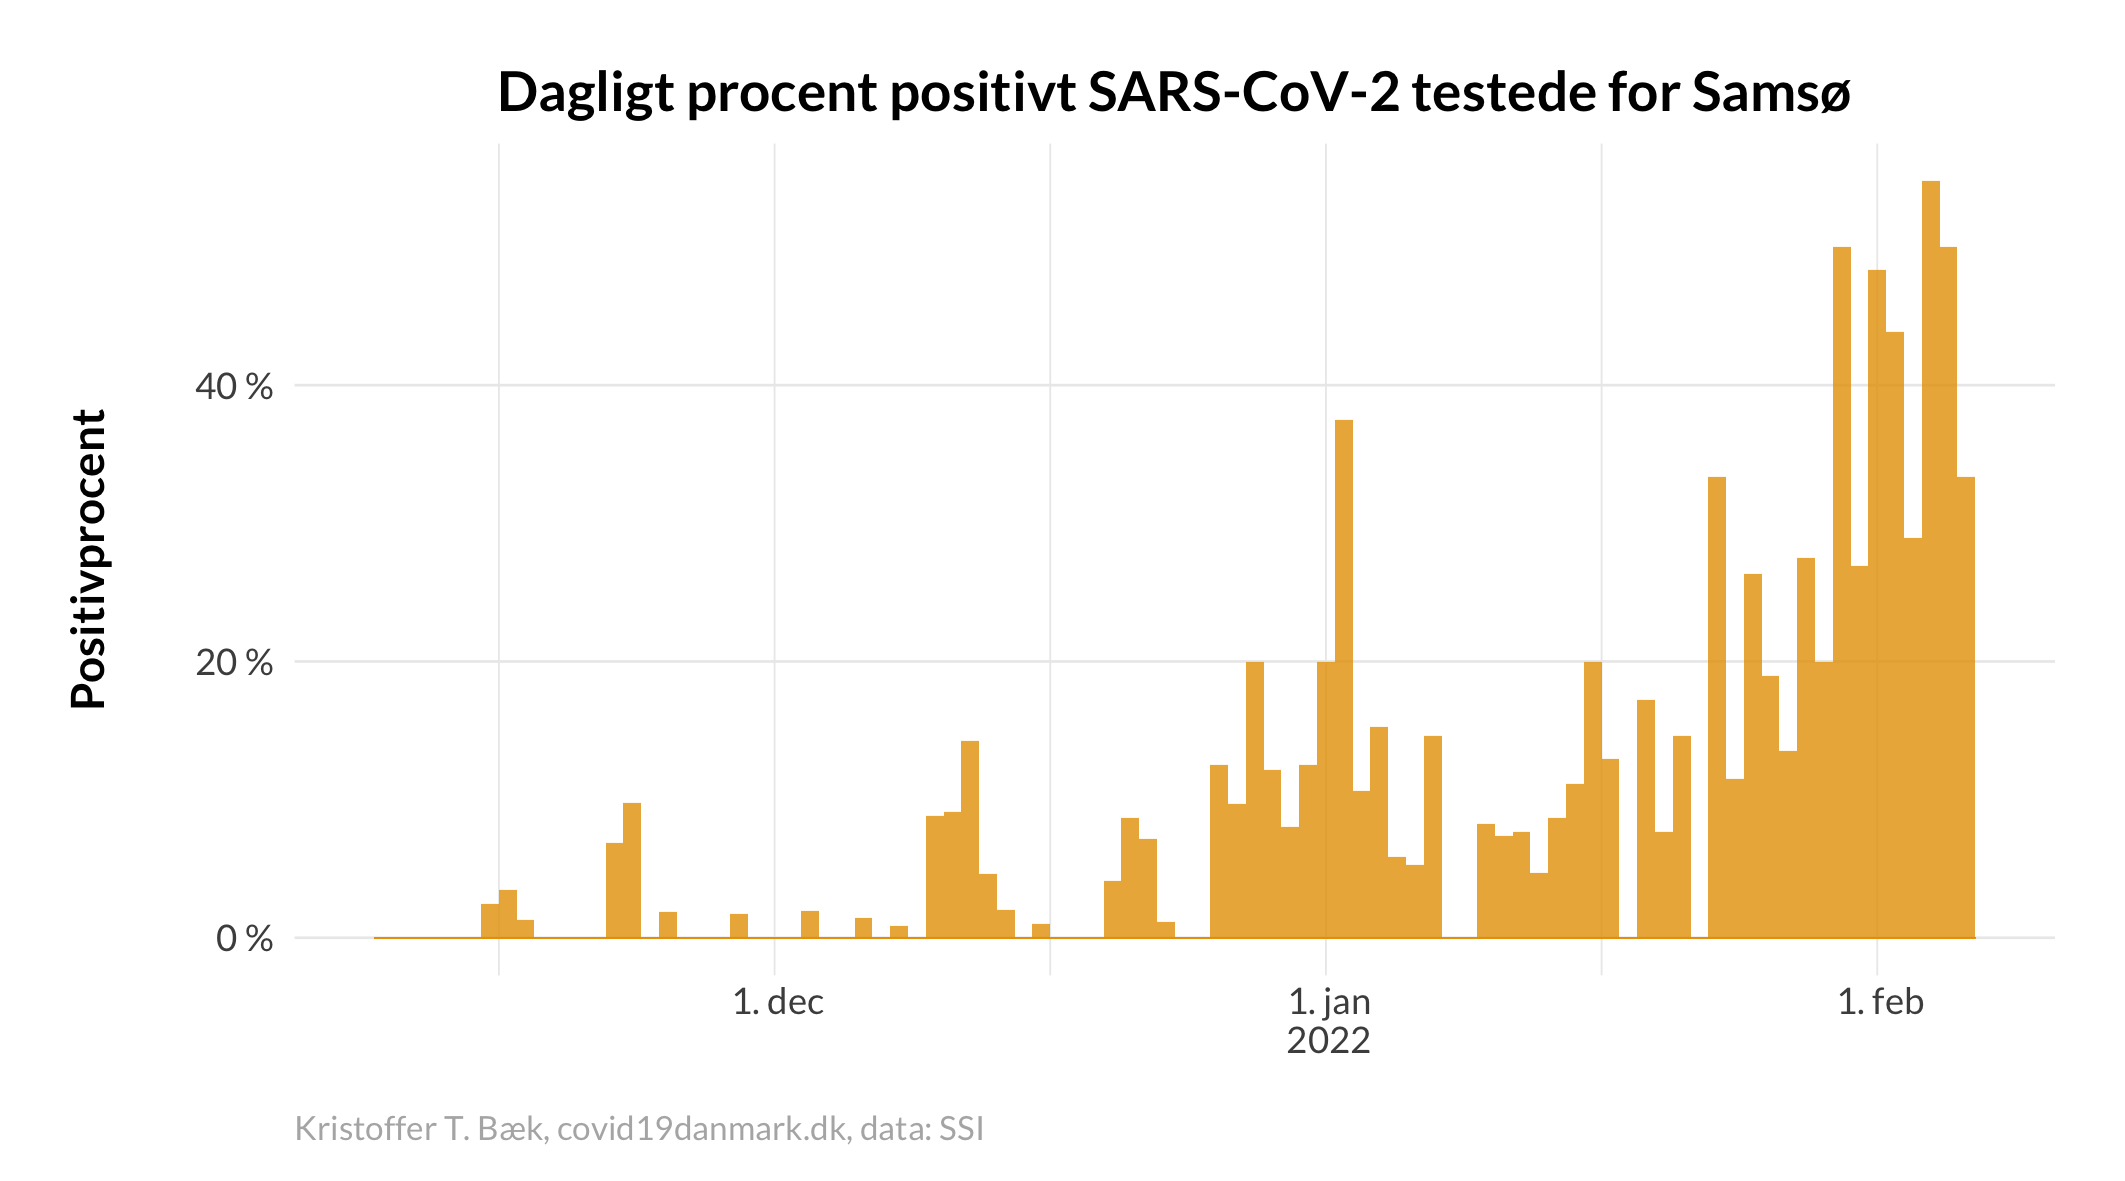 Dagligt procent positivt SARS-CoV-2 testede for Samsø
Positivprocent
40 %
20 %
0 %
1. dec
1. jan
2022
1. feb
Kristoffer T. Bæk, covid19danmark.dk, data: SSI